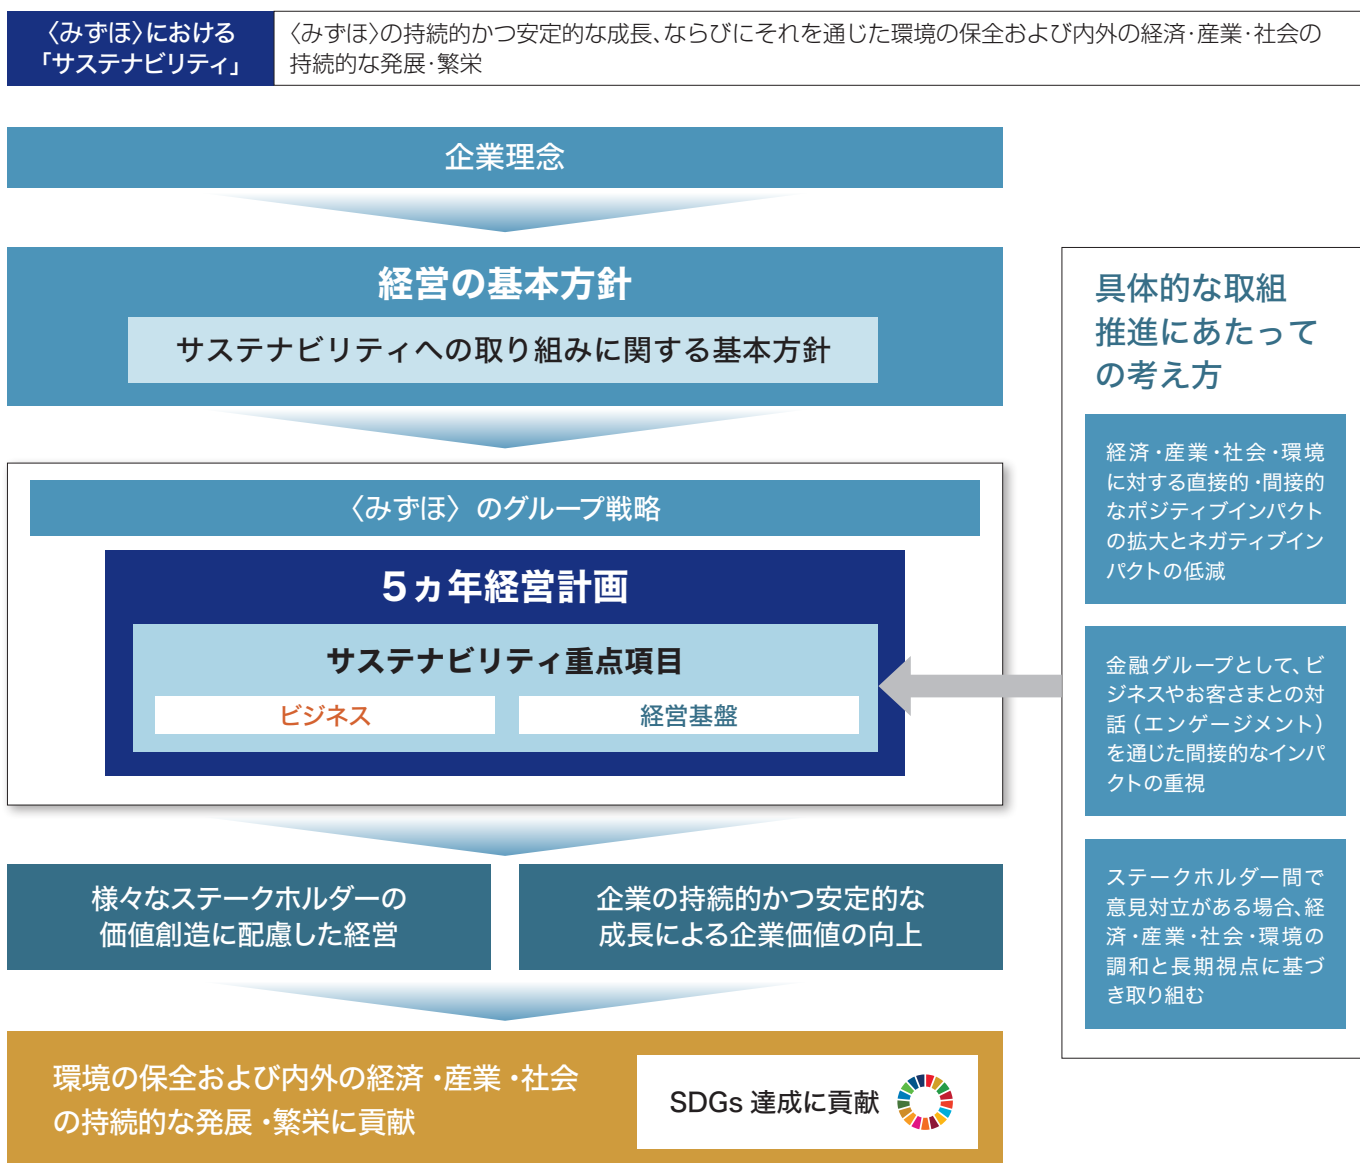 〈みずほ〉における
「サステナビリティ」
〈みずほ〉の持続的かつ安定的な成長、ならびにそれを通じた環境の保全および内外の経済・産業・社会の
持続的な発展・繁栄
企業理念
経営の基本方針
サステナビリティへの取り組みに関する基本方針
〈みずほ〉のグループ戦略
5ヵ年経営計画
サステナビリティ重点項目
ビジネス
経営基盤
様々なステークホルダーの
価値創造に配慮した経営
企業の持続的かつ安定的な
成長による企業価値の向上
環境の保全および内外の経済・産業・社会
の持続的な発展・繁栄に貢献
SDGs 達成に貢献
具体的な取組
推進にあたって
の考え方
経済・産業・社会・環境
に対する直接的・間接的
なポジティブインパクト
の拡大とネガティブイン
パクトの低減
金融グループとして、ビ
ジネスやお客さまとの対
話（エンゲージメント）
を通じた間接的なインパ
クトの重視
ステークホルダー間で
意見対立がある場合、経
済・産業・社会・環境の
調和と長期視点に基づ
き取り組む